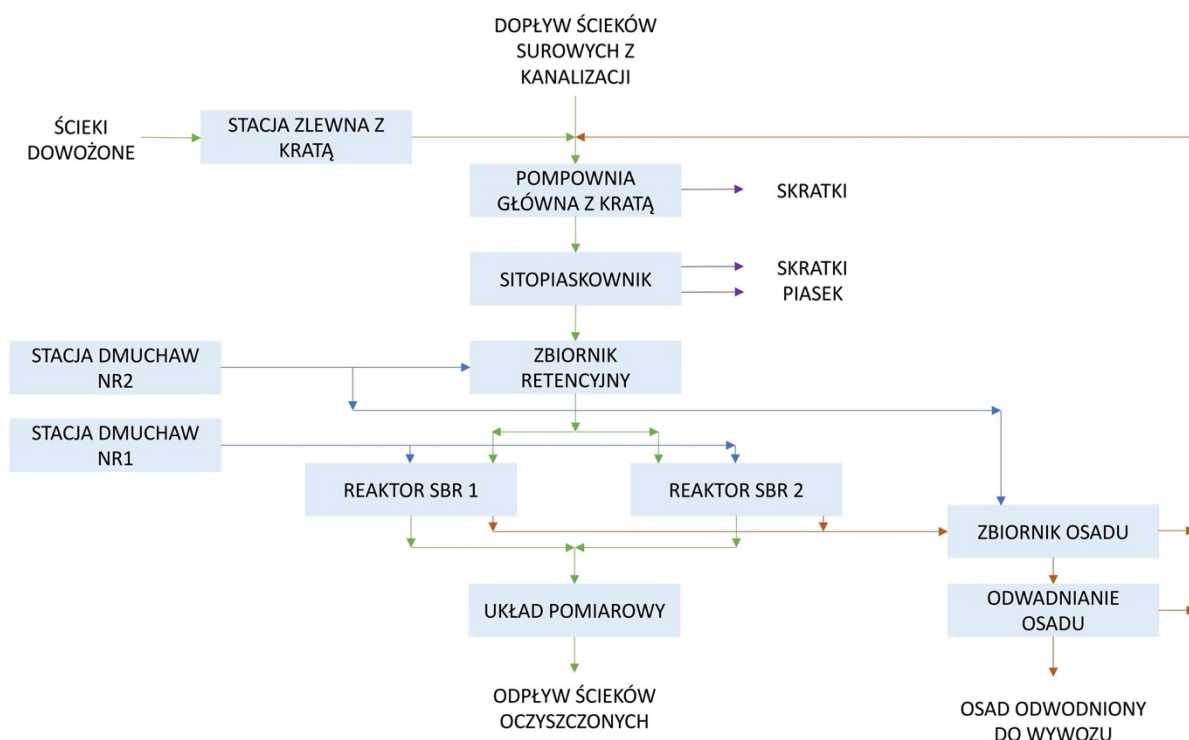 DOPŁYW ŚCIEKÓW
SUROWYCH Z
KANALIZACJI
ŚCIEKI
DOWOŻONE
STACJA ZLEWNA Z
KRATĄ
POMPOWNIA
GŁÓWNA Z KRATĄ
SKRATKI
SITOPIASKOWNIK
SKRATKI
PIASEK
STACJA DMUCHAW
NR2
ZBIORNIK
RETENCYJNY
STACJA DMUCHAW
NR1
REAKTOR SBR 1
REAKTOR SBR 2
ZBIORNIK OSADU
UKŁAD POMIAROWY
ODWADNIANIE
OSADU
ODPŁYW ŚCIEKÓW
OCZYSZCZONYCH
OSAD ODWODNIONY
DO WYWOZU